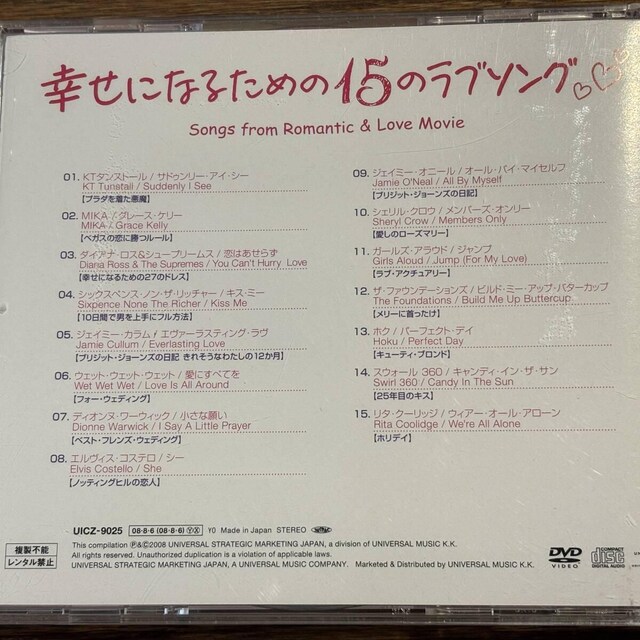 幸せになるための15のラブソング
Songs from Romantic & Love Movie
01. KTタンストール / サドゥンリー・アイ・シー
KT Tunstall / Suddenly I See
【プラダを着た悪魔】
02. MIKA / グレース・ケリー
MIKA / Grace Kelly
【ベガスの恋に勝つルール】
03. ダイアナ・ロス&シュープリームス / 恋はあせらず
Diana Ross & The Supremes / You Can't Hurry Love
【幸せになるための27のドレス】
04. シックスペンス・ノン・ザ・リッチャー / キス・ミー
Sixpence None The Richer / Kiss Me
【10日間で男を上手にフル方法】
05. ジェイミー・カラム / エヴァーラスティング・ラヴ
Jamie Cullum / Everlasting Love
【ブリジット・ジョーンズの日記 きれそうなわたしの12か月】
06. ウェット・ウェット・ウェット / 愛にすべてを
Wet Wet Wet / Love Is All Around
【フォー・ウェディング】
07. ディオンヌ・ワーウィック / 小さな願い
Dionne Warwick / I Say A Little Prayer
【ベスト・フレンズ・ウェディング】
08. エルヴィス・コステロ / シー
Elvis Costello / She
【ノッティングヒルの恋人】
09. ジェイミー・オニール / オール・バイ・マイセルフ
Jamie O'Neal / All By Myself
【ブリジット・ジョーンズの日記】
10. シェリル・クロウ / メンバーズ・オンリー
Sheryl Crow / Members Only
【愛しのローズマリー】
11. ガールズ・アラウド / ジャンプ
Girls Aloud / Jump (For My Love)
【ラブ・アクチュアリー】
12. ザ・ファウンデーションズ / ビルド・ミー・アップ・バターカップ
The Foundations / Build Me Up Buttercup
【メリーに首ったけ】
13. ホク / パーフェクト・デイ
Hoku / Perfect Day
【キューティ・ブロンド】
14. スウォール 360 / キャンディ・イン・ザ・サン
Swirl 360 / Candy In The Sun
【25年目のキス】
15. リタ・クーリッジ / ウィアー・オール・アローン
Rita Coolidge / We're All Alone
【ホリデイ】
UICZ-9025 08・8・6 (08・8・6) Ⓨ Ⓧ Y0 Made in Japan STEREO
複製不能
レンタル禁止
This compilation ℗&©2008 UNIVERSAL STRATEGIC MARKETING JAPAN, a division of UNIVERSAL MUSIC K.K.
All rights reserved. Unauthorized duplication is a violation of applicable laws.
UNIVERSAL STRATEGIC MARKETING JAPAN, A UNIVERSAL MUSIC COMPANY. Marketed & Distributed by UNIVERSAL MUSIC K.K.
DVD
VIDEO
COMPACT
disc
DIGITAL AUDIO